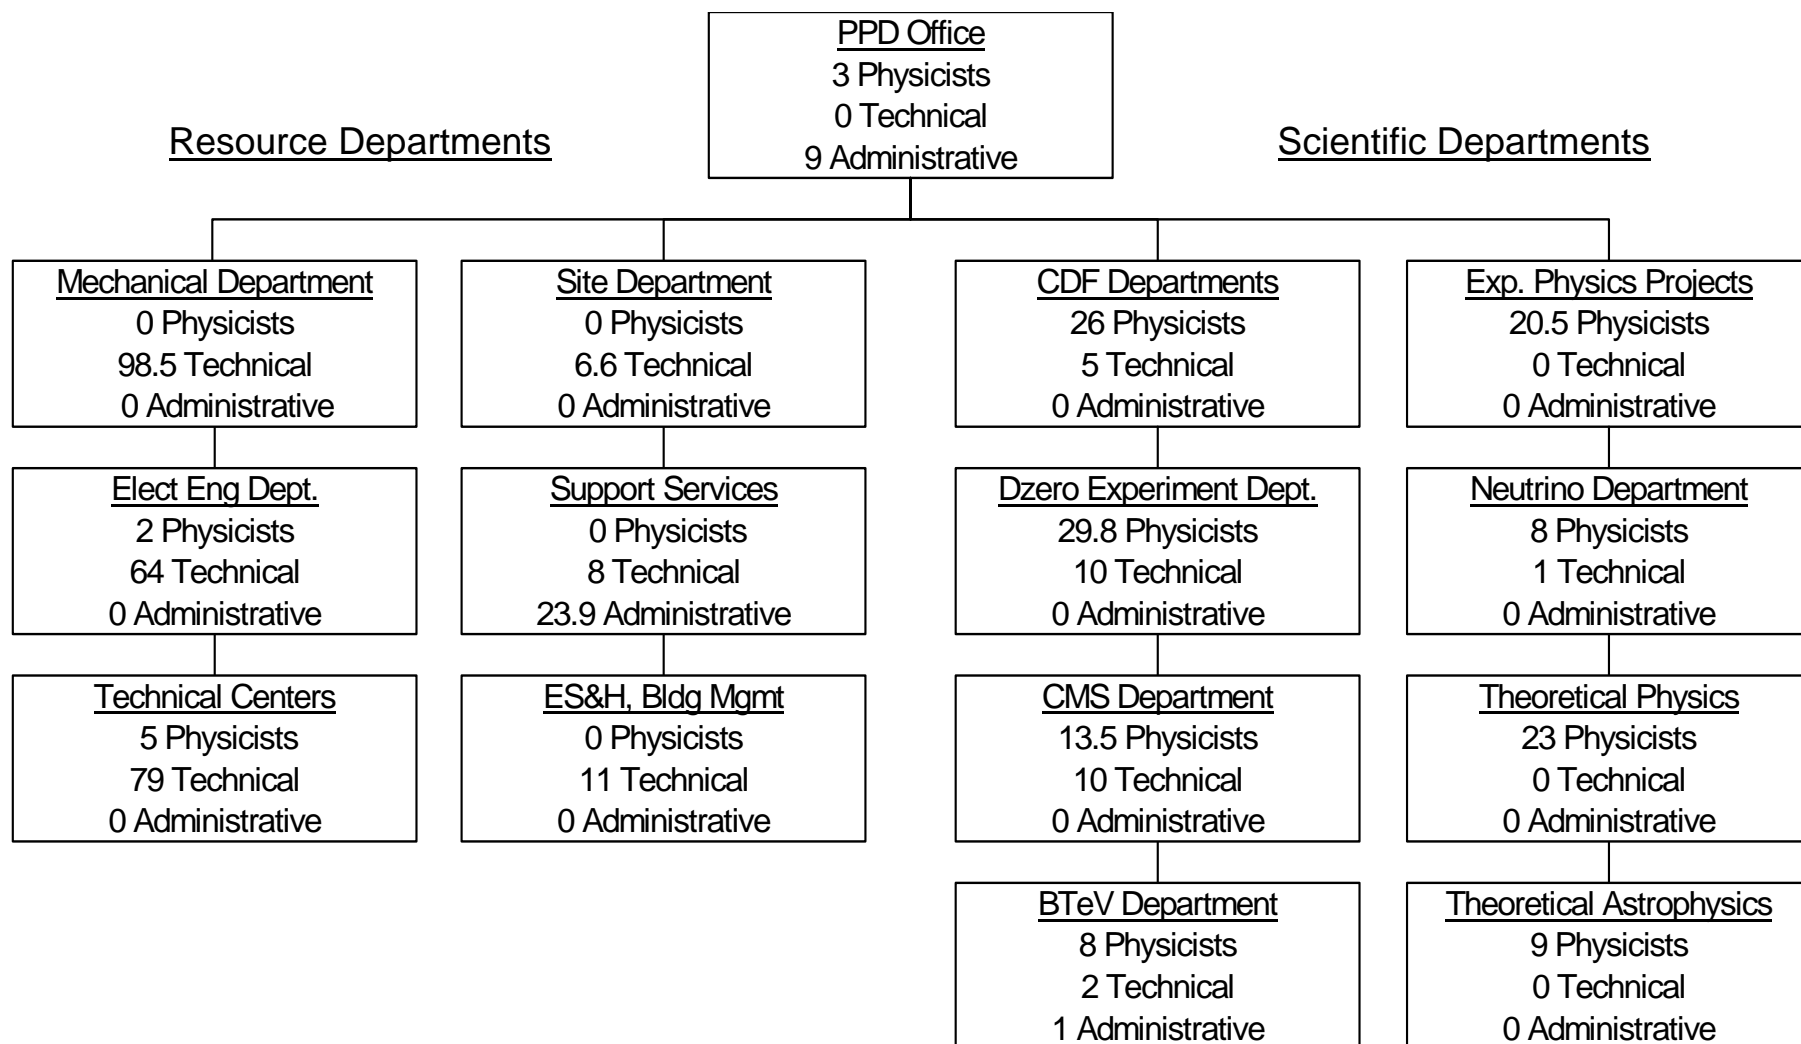 PPD Office
3 Physicists
0 Technical
9 Administrative
Resource Departments
Scientific Departments
Mechanical Department
0 Physicists
98.5 Technical
0 Administrative
Site Department
0 Physicists
6.6 Technical
0 Administrative
CDF Departments
26 Physicists
5 Technical
0 Administrative
Exp. Physics Projects
20.5 Physicists
0 Technical
0 Administrative
Elect Eng Dept.
2 Physicists
64 Technical
0 Administrative
Support Services
0 Physicists
8 Technical
23.9 Administrative
Dzero Experiment Dept.
29.8 Physicists
10 Technical
0 Administrative
Neutrino Department
8 Physicists
1 Technical
0 Administrative
Technical Centers
5 Physicists
79 Technical
0 Administrative
ES&H, Bldg Mgmt
0 Physicists
11 Technical
0 Administrative
CMS Department
13.5 Physicists
10 Technical
0 Administrative
Theoretical Physics
23 Physicists
0 Technical
0 Administrative
BTeV Department
8 Physicists
2 Technical
1 Administrative
Theoretical Astrophysics
9 Physicists
0 Technical
0 Administrative